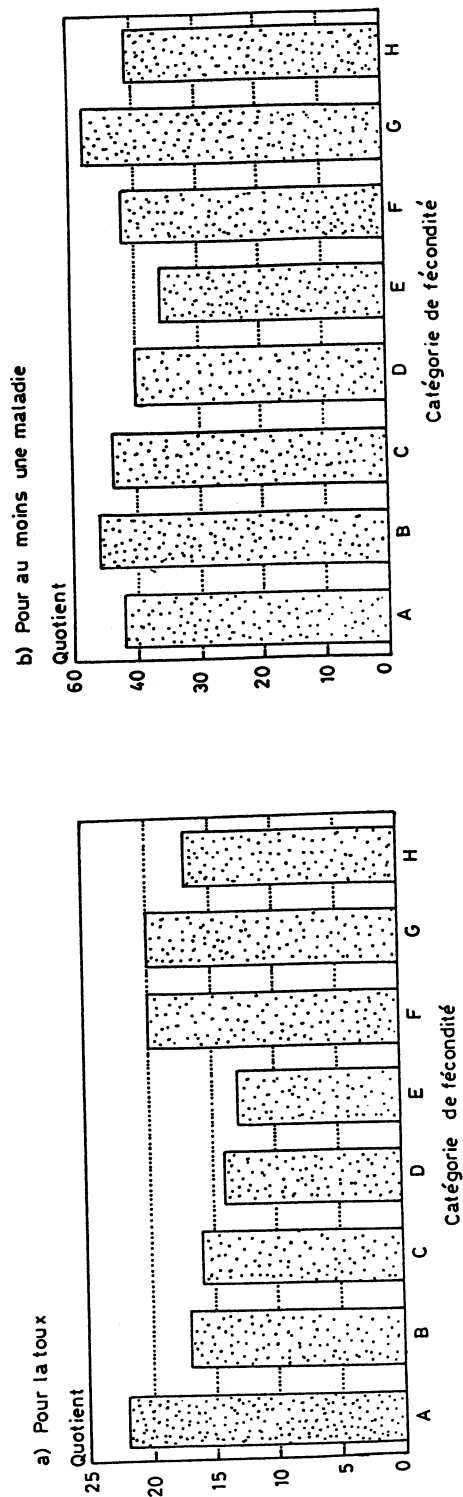 a) Pour la toux
Quotient
25
20
15
10
5
0
A B C D E F G H
Catégorie de fécondité
b) Pour au moins une maladie
Quotient
60
40
30
20
10
0
A B C D E F G H
Catégorie de fécondité